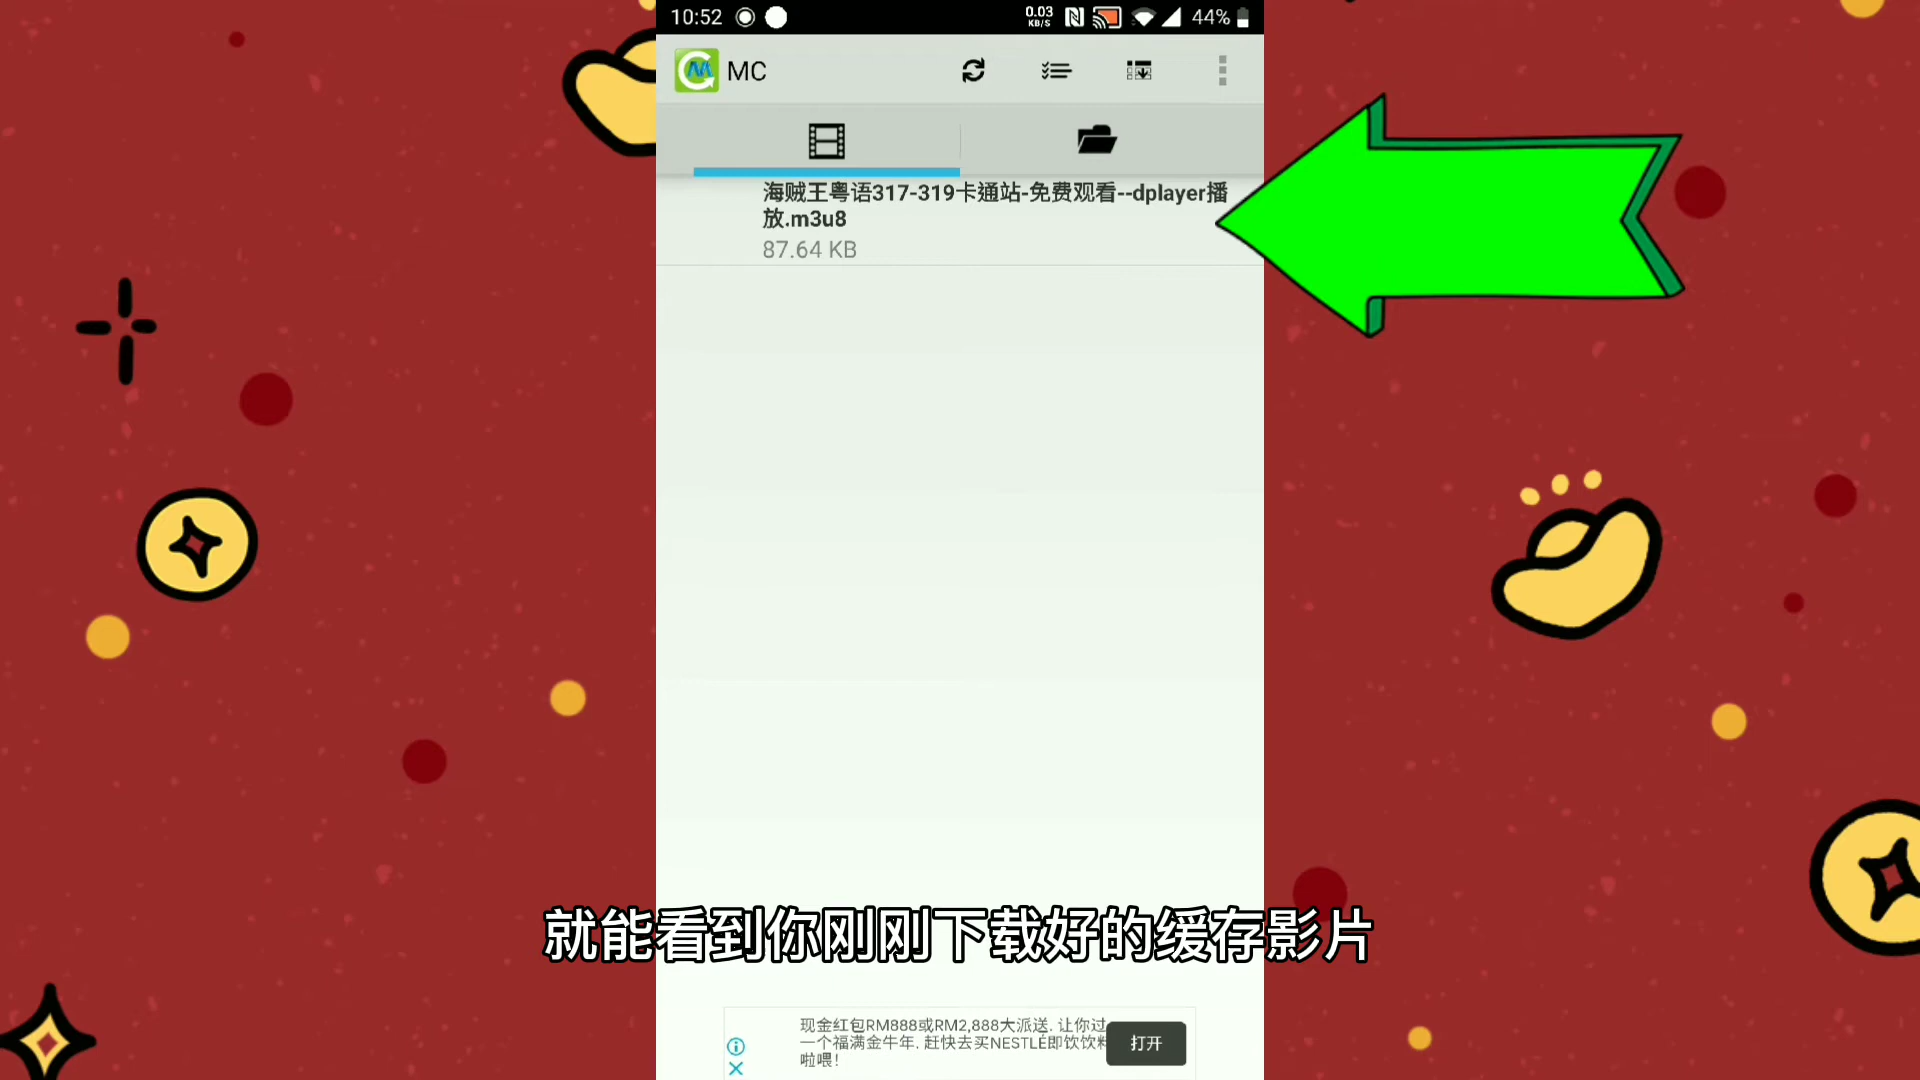 10:52
0.03
KB/S
44%
MC
海贼王粤语317-319卡通站-免费观看--dplayer播
放.m3u8
87.64 KB
就能看到你刚刚下载好的缓存影片
现金红包RM888或RM2,888大派送. 让你过
一个福满金牛年. 赶快去买NESTLÉ即饮饮料
啦喂!
打开